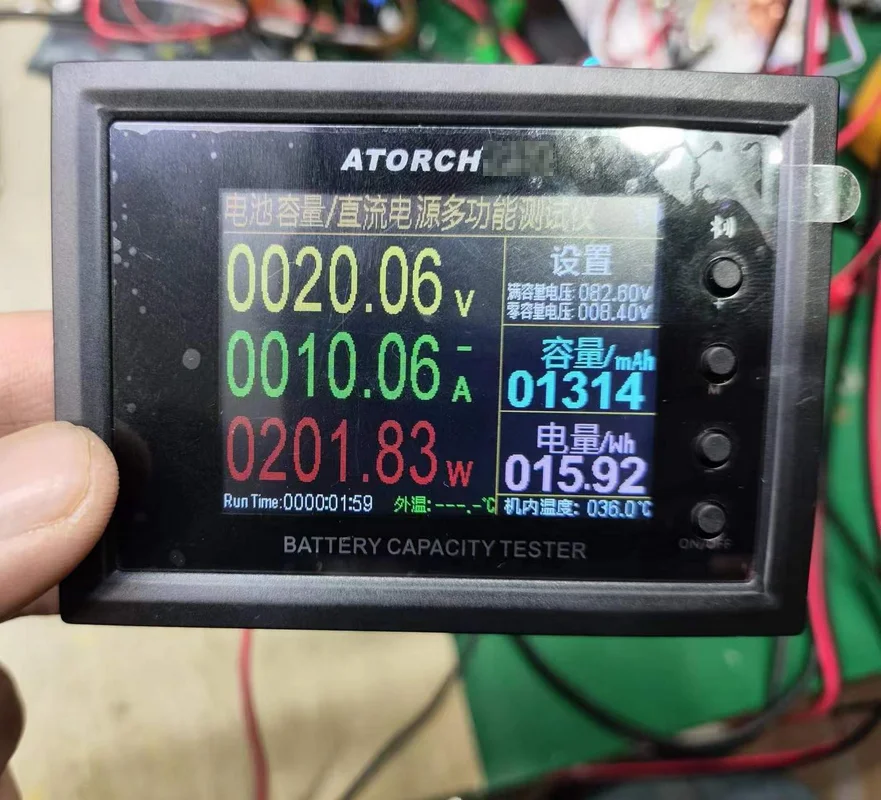 ATORCH
电池容量/直流电源多功能测试仪
0020.06 V
设置
满容量电压: 082.60V
零容量电压: 008.40V
0010.06 A
容量/mAh
01314
0201.83 W
电量/Wh
015.92
Run Time:0000:01:59
外温:---.-℃
机内温度: 036.0℃
M
ON/OFF
BATTERY CAPACITY TESTER